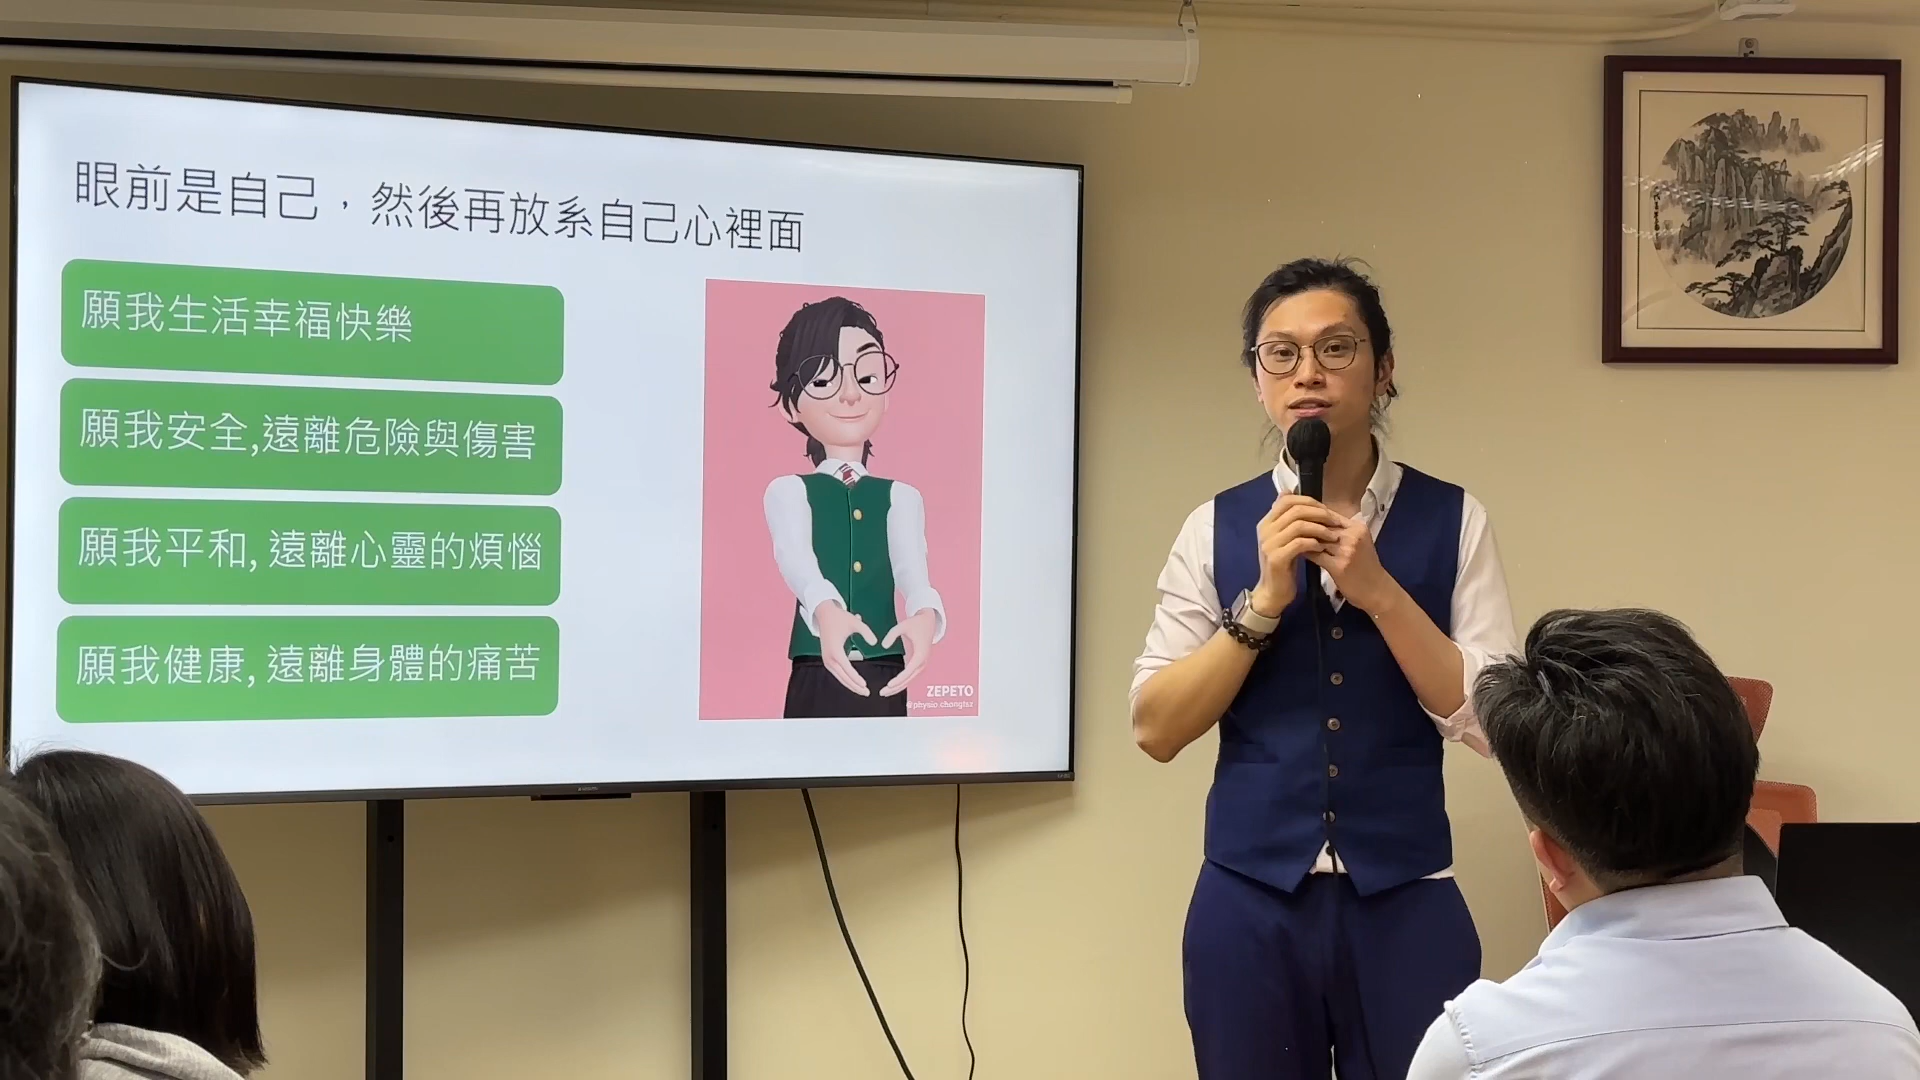 眼前是自己，然後再放系自己心裡面
願我生活幸福快樂
願我安全,遠離危險與傷害
願我平和, 遠離心靈的煩惱
願我健康, 遠離身體的痛苦
ZEPETO
@physio.chongtsz